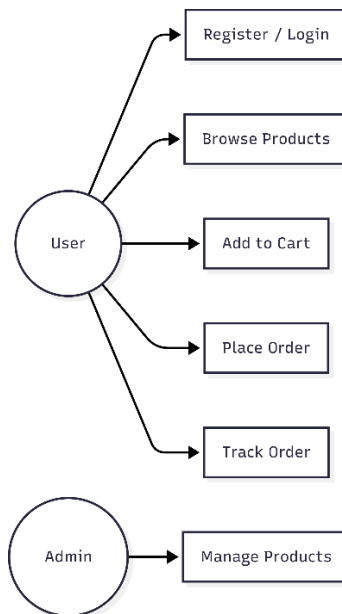 Register / Login
Browse Products
User
Add to Cart
Place Order
Track Order
Admin
Manage Products